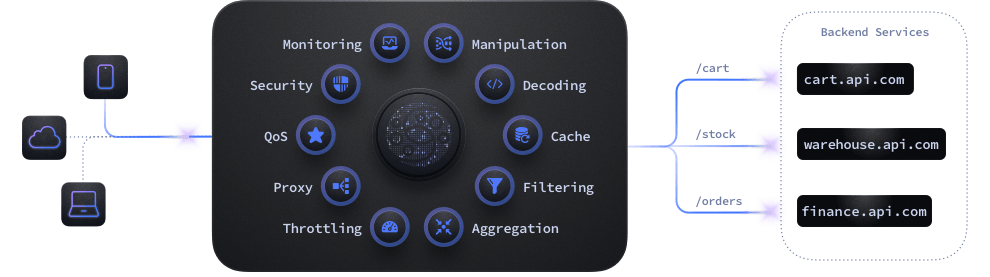 Monitoring
Manipulation
Security
Decoding
QoS
Cache
Proxy
Filtering
Throttling
Aggregation
/cart
/stock
/orders
Backend Services
cart.api.com
warehouse.api.com
finance.api.com